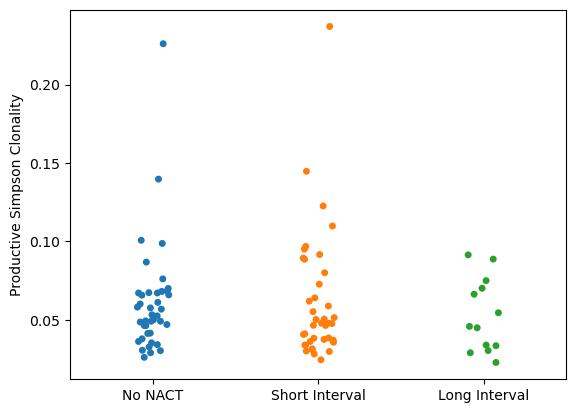 Productive Simpson Clonality
0.20
0.15
0.10
0.05
No NACT
Short Interval
Long Interval